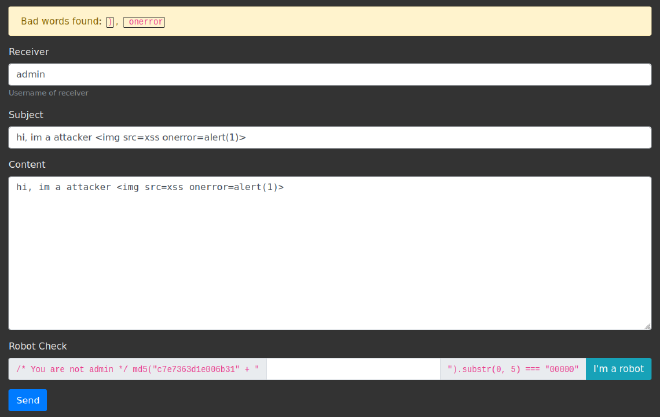 Bad words found: ), onerror
Receiver
admin
Username of receiver
Subject
hi, im a attacker <img src=xss onerror=alert(1)>
Content
hi, im a attacker <img src=xss onerror=alert(1)>
Robot Check
/* You are not admin */ md5("c7e7363d1e006b31" + " ").substr(0, 5) === "00000" I'm a robot
Send